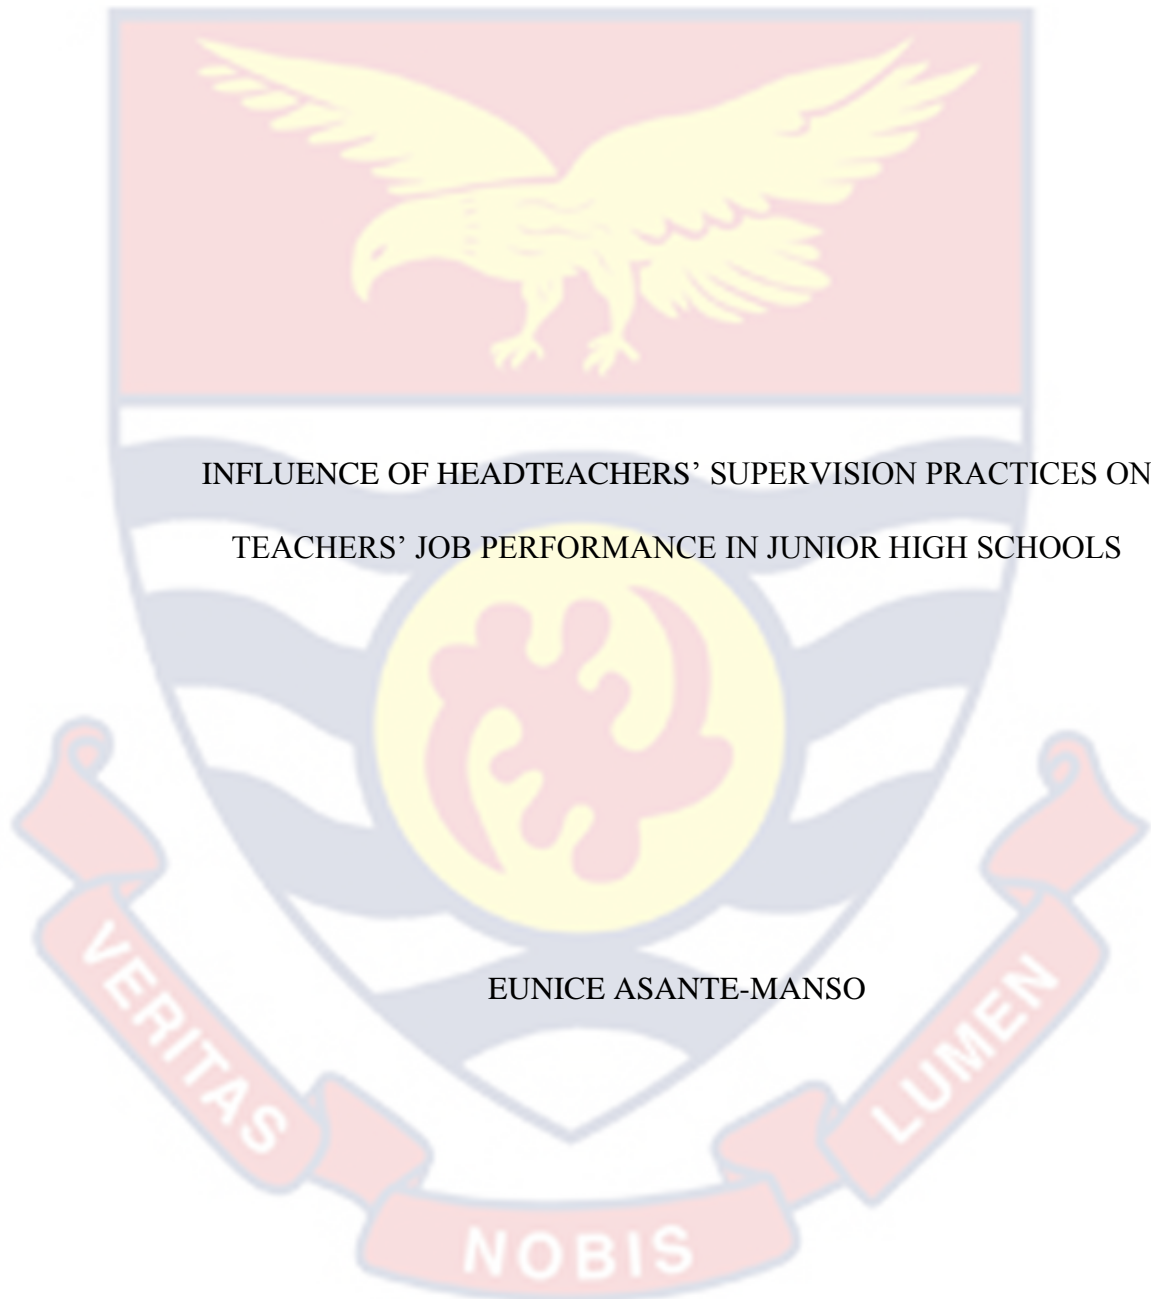 INFLUENCE OF HEADTEACHERS’ SUPERVISION PRACTICES ON
TEACHERS’ JOB PERFORMANCE IN JUNIOR HIGH SCHOOLS
EUNICE ASANTE-MANSO
VERITAS
NOBIS
LUMEN